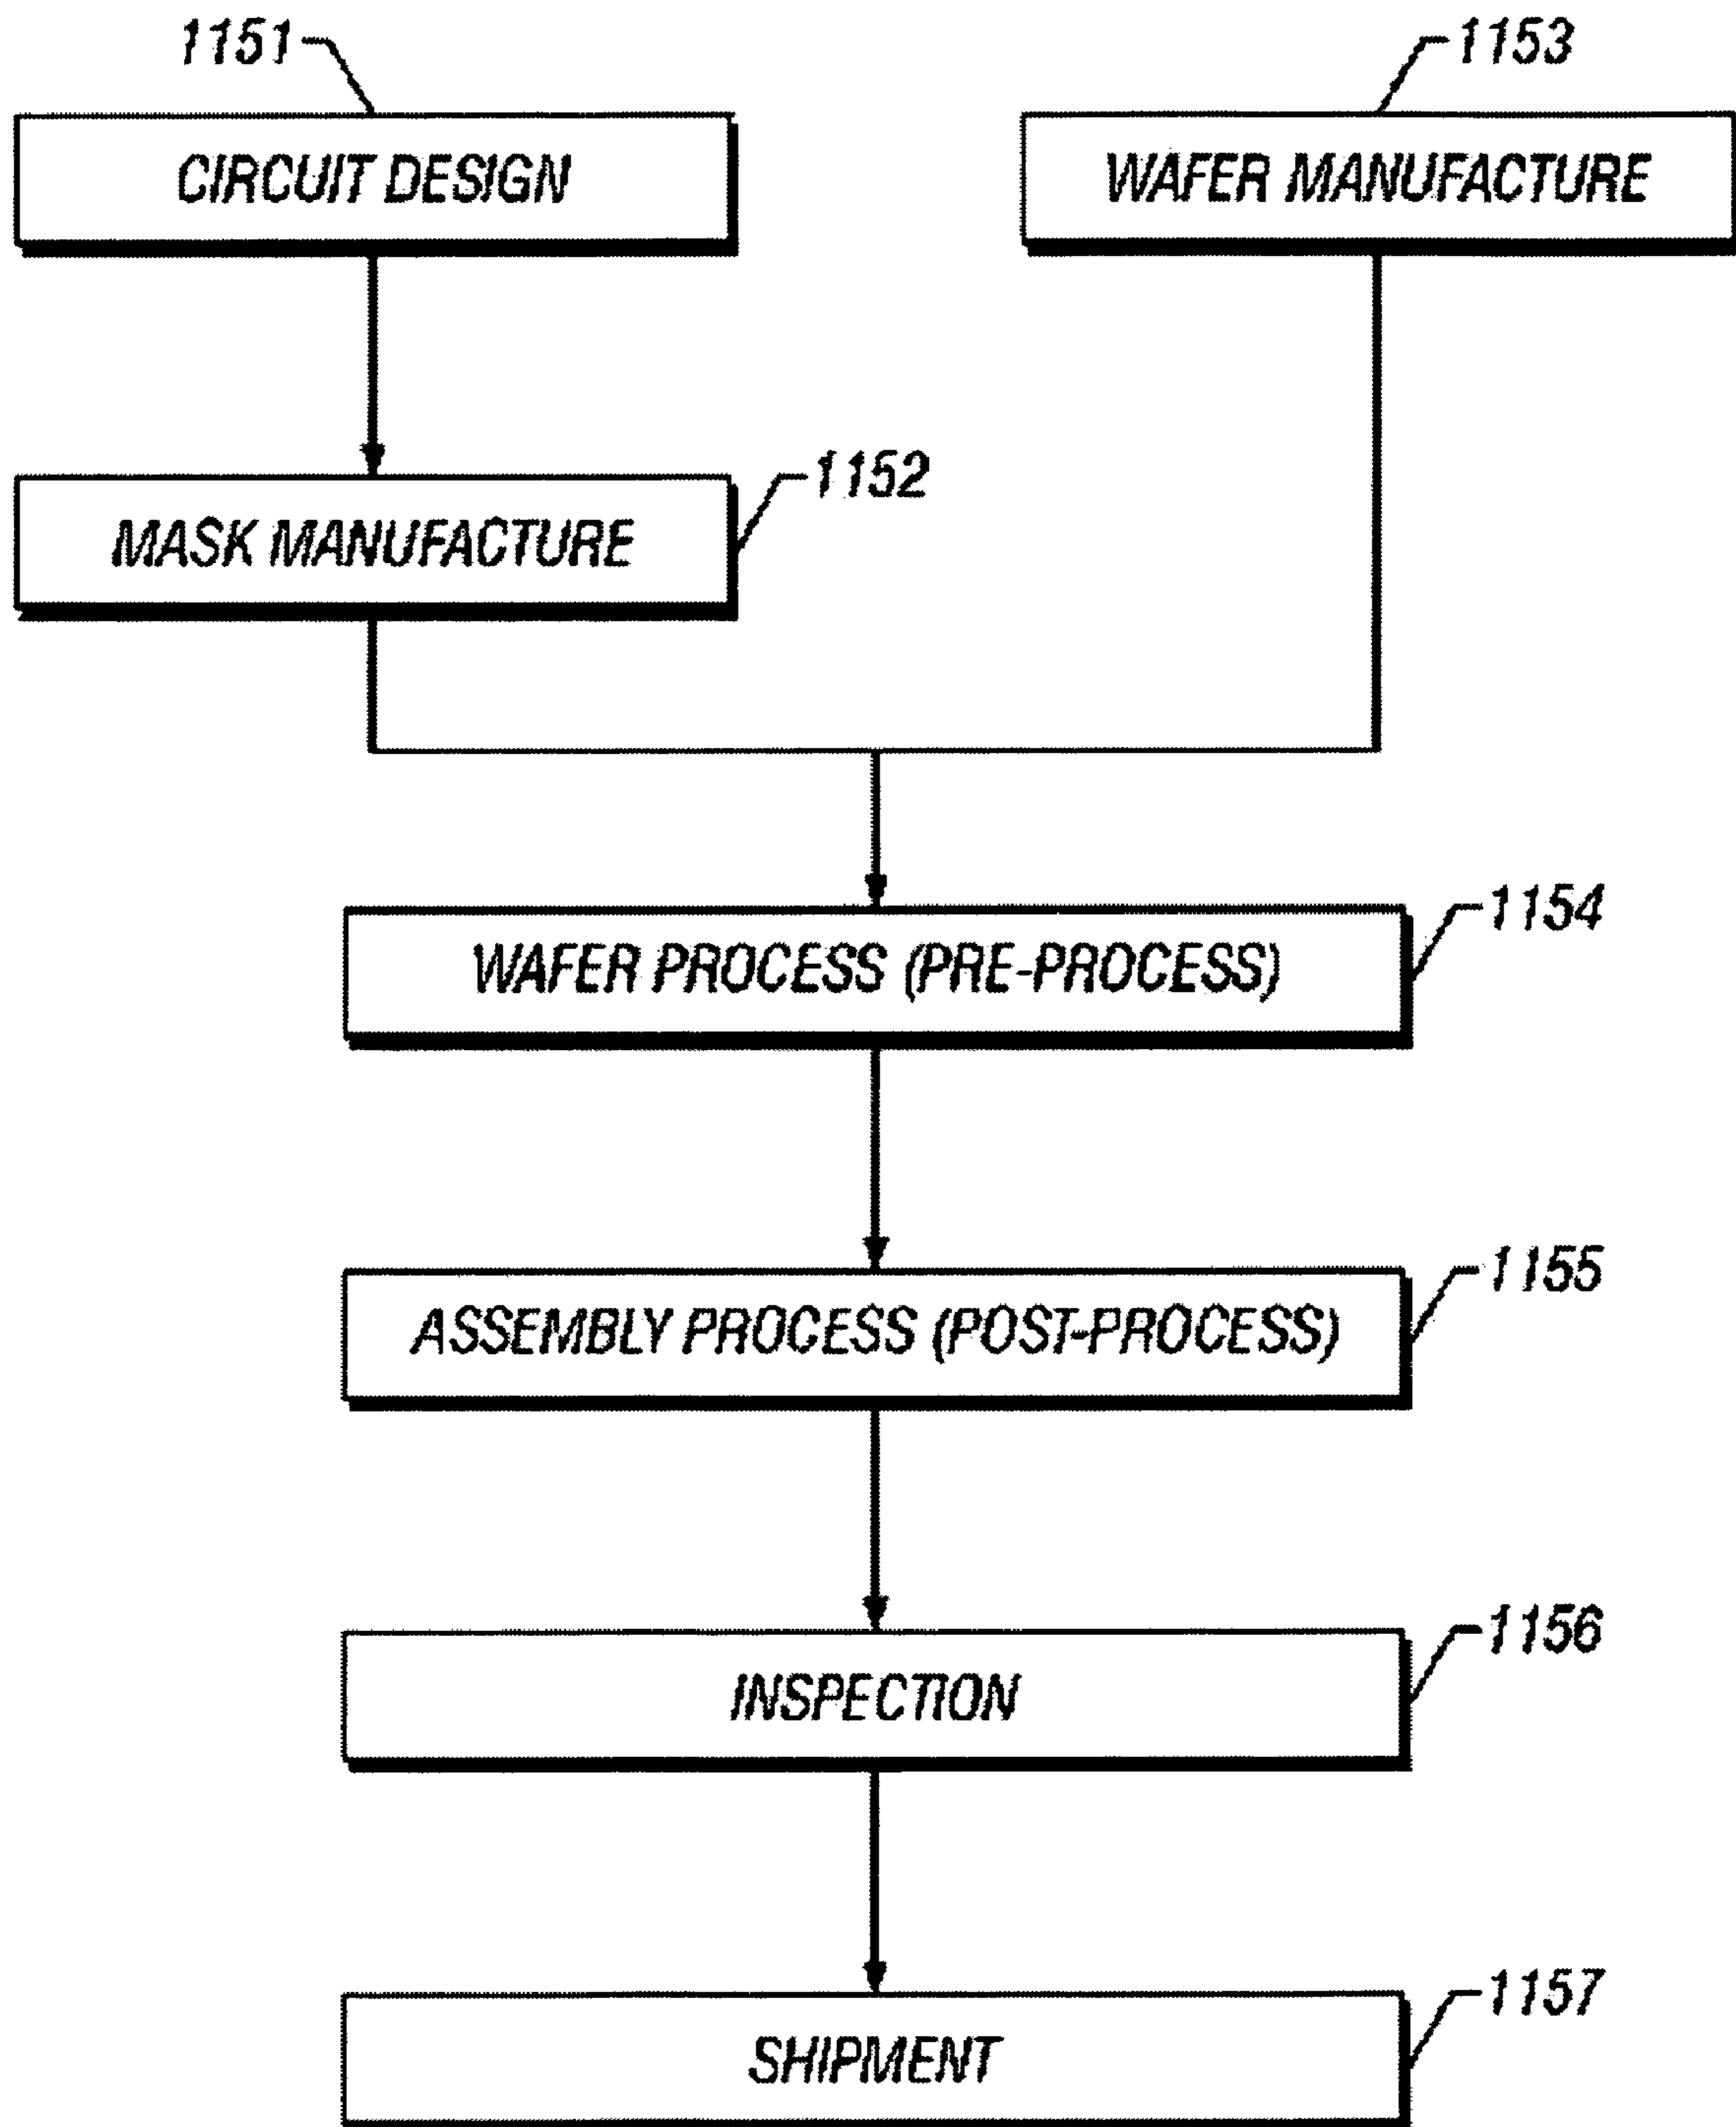 1151
1153
CIRCUIT DESIGN
WAFER MANUFACTURE
1152
MASK MANUFACTURE
1154
WAFER PROCESS (PRE-PROCESS)
1155
ASSEMBLY PROCESS (POST-PROCESS)
1156
INSPECTION
1157
SHIPMENT